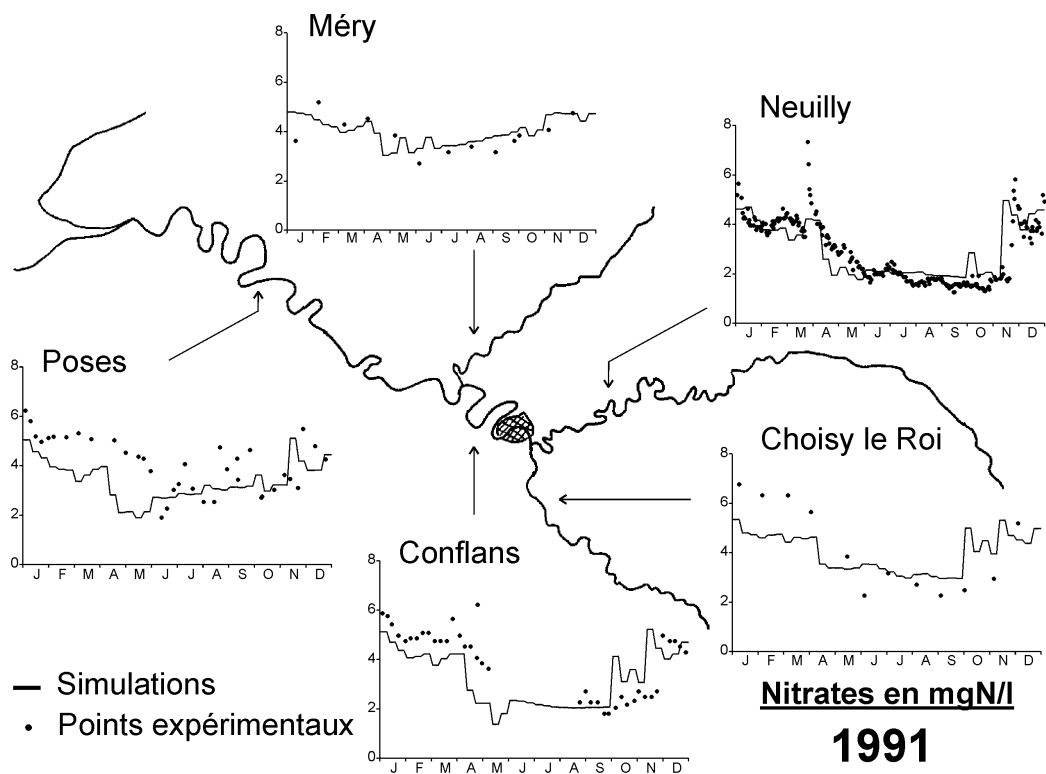 Méry
8
6
4
2
0
J F M A M J J A S O N D
Neuilly
8
6
4
2
0
J F M A M J J A S O N D
Poses
8
6
4
2
0
J F M A M J J A S O N D
Choisy le Roi
8
6
4
2
0
J F M A M J J A S O N D
Conflans
8
6
4
2
0
J F M A M J J A S O N D
Simulations
Points expérimentaux
Nitrates en mgN/l
1991